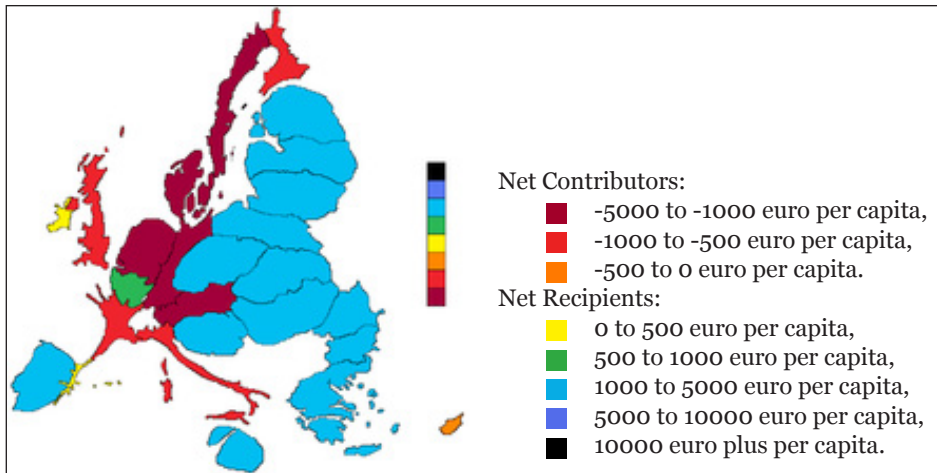 Net Contributors:
-5000 to -1000 euro per capita,
-1000 to -500 euro per capita,
-500 to 0 euro per capita.
Net Recipients:
0 to 500 euro per capita,
500 to 1000 euro per capita,
1000 to 5000 euro per capita,
5000 to 10000 euro per capita,
10000 euro plus per capita.